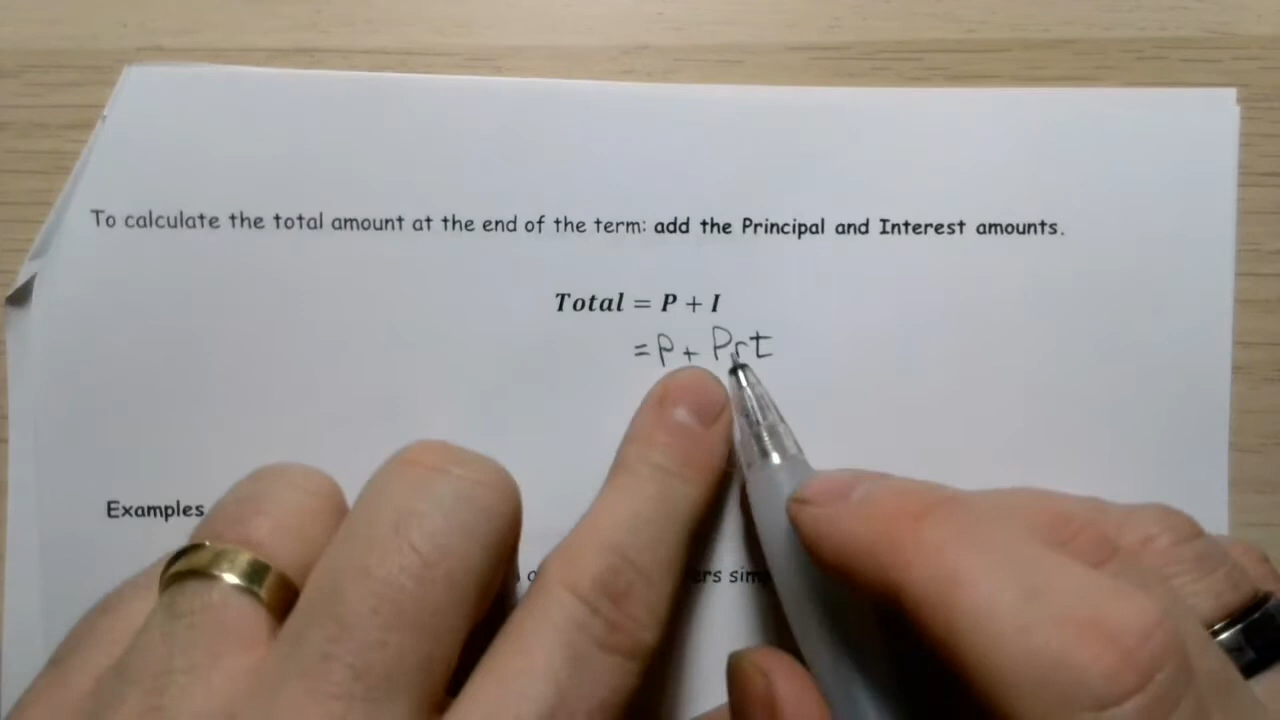 To calculate the total amount at the end of the term: add the Principal and Interest amounts.
Total = P + I
= P + Prt
Examples